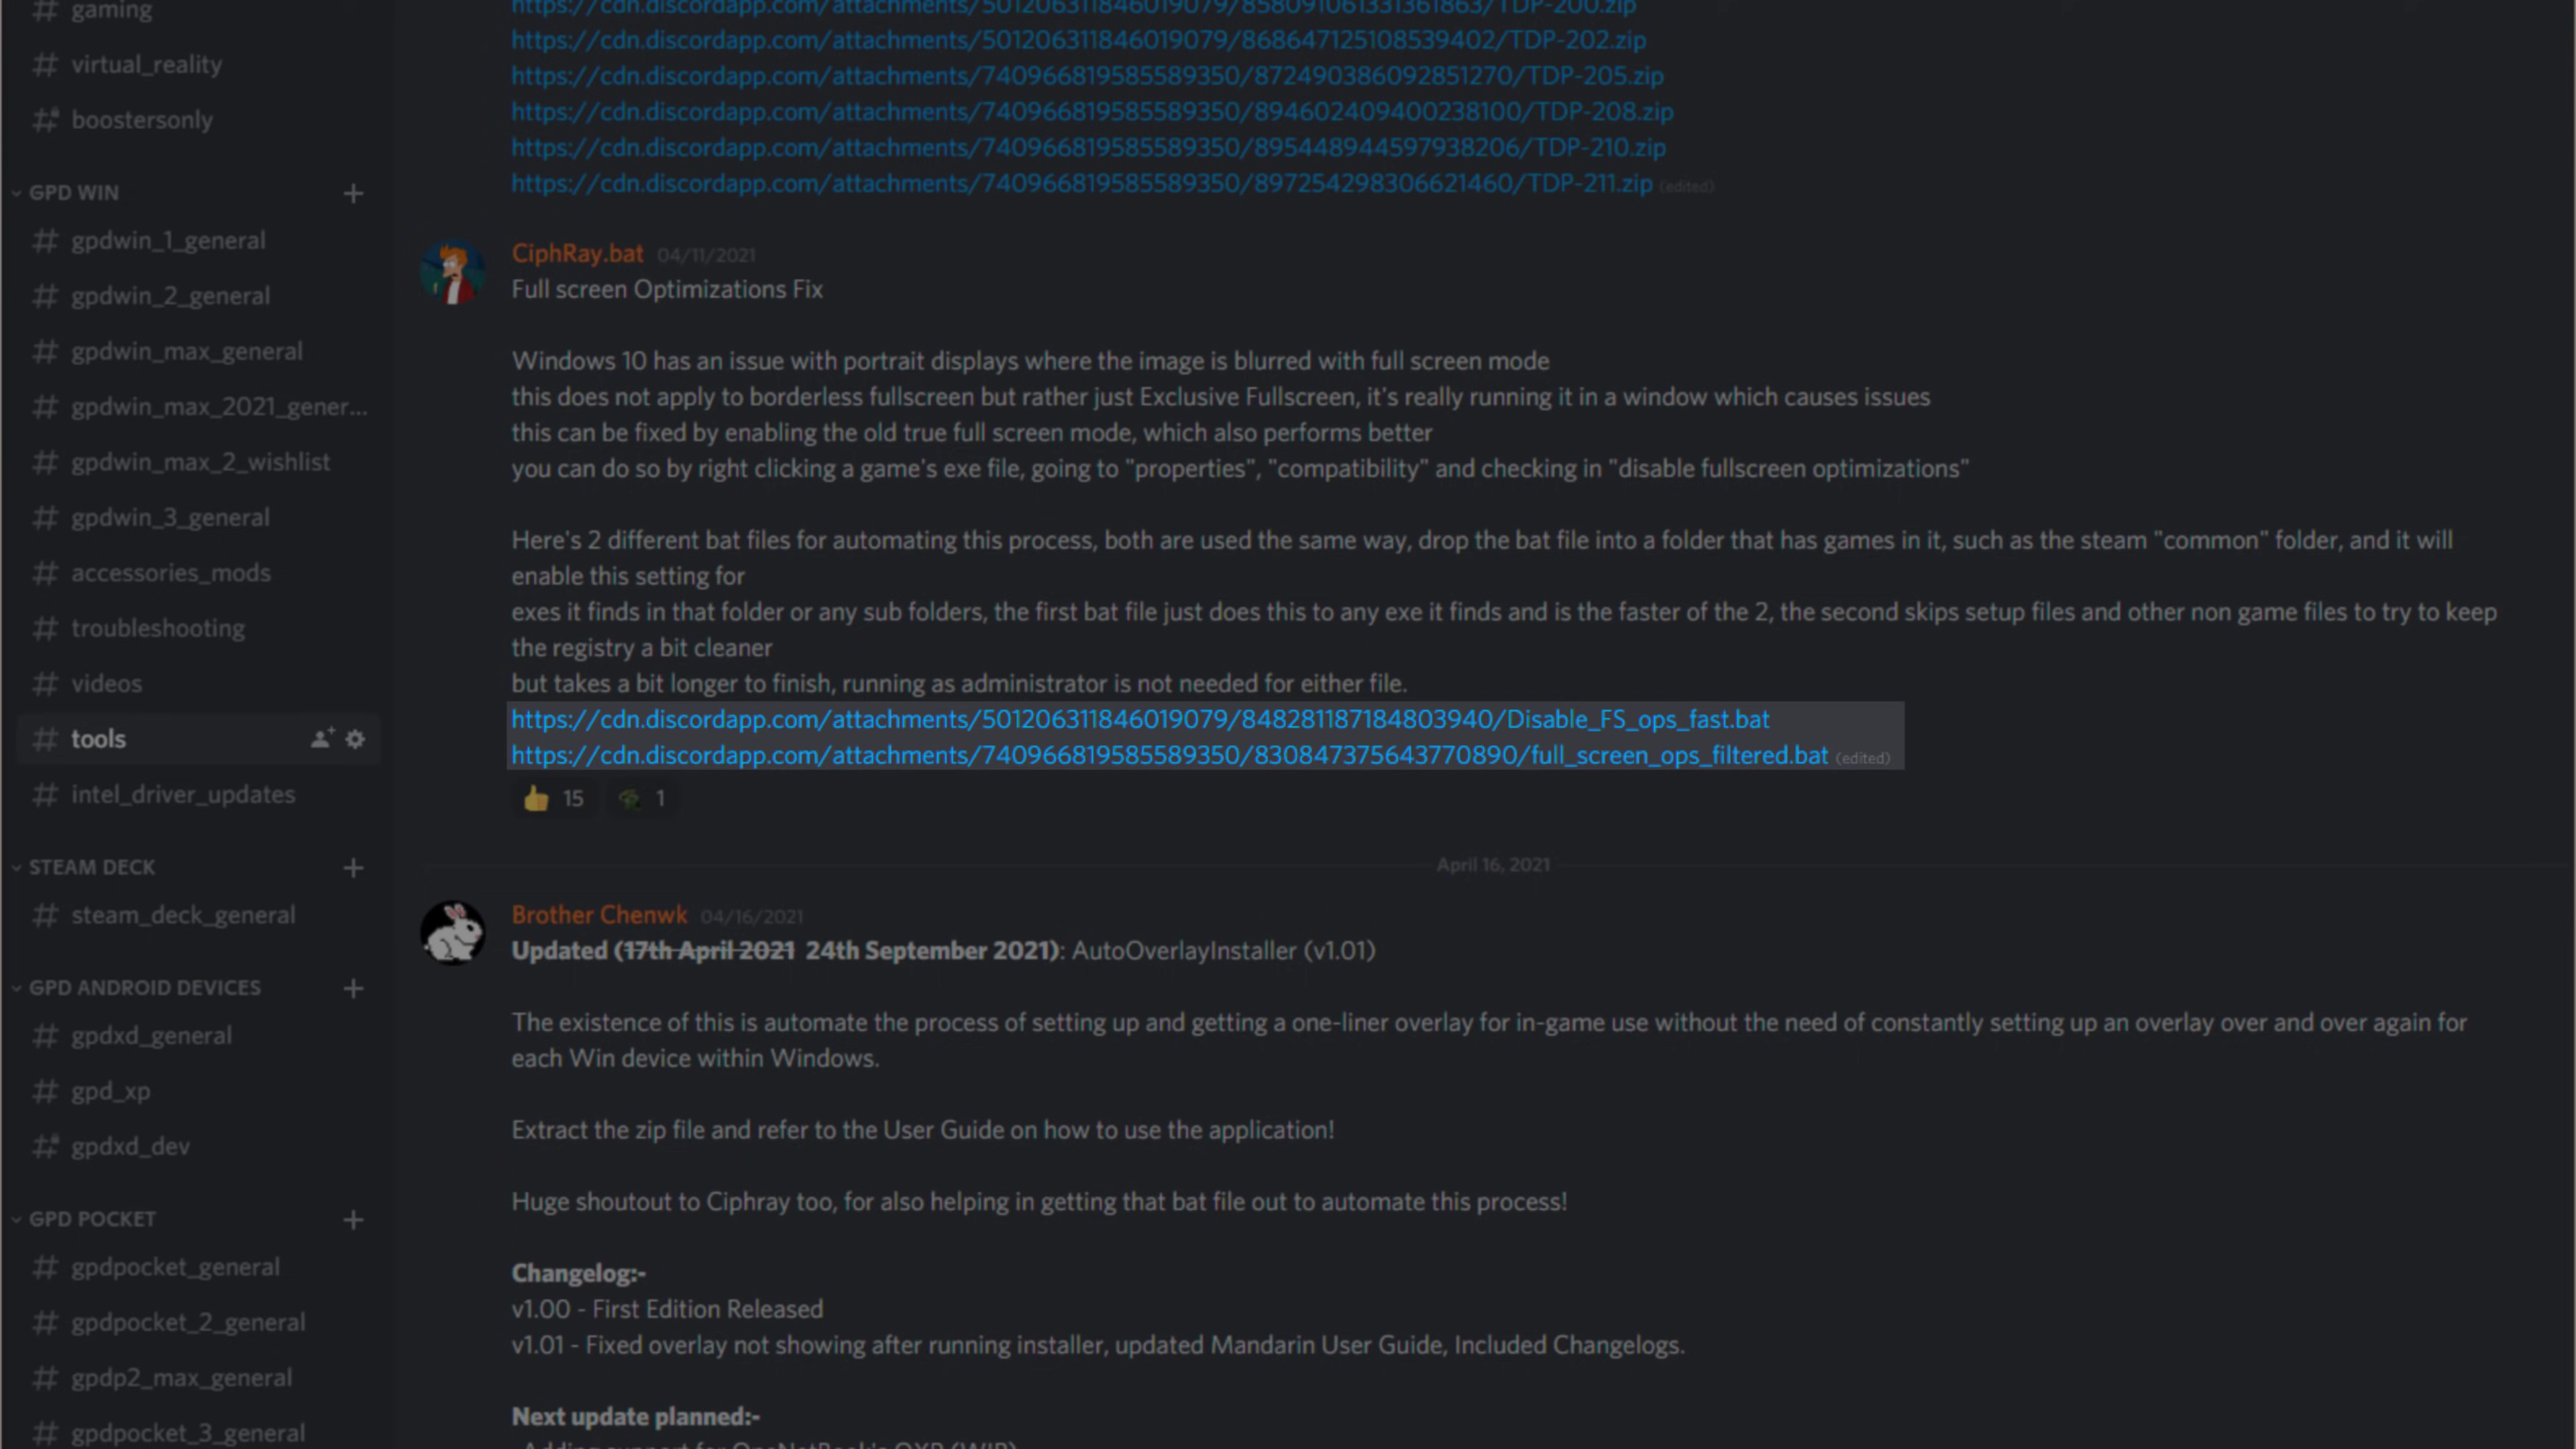 gaming
virtual_reality
boostersonly
GPD WIN
gpdwin_1_general
gpdwin_2_general
gpdwin_max_general
gpdwin_max_2021_gener...
gpdwin_max_2_wishlist
gpdwin_3_general
accessories_mods
troubleshooting
videos
tools
intel_driver_updates
STEAM DECK
steam_deck_general
GPD ANDROID DEVICES
gpdxd_general
gpd_xp
gpdxd_dev
GPD POCKET
gpdpocket_general
gpdpocket_2_general
gpdp2_max_general
gpdpocket_3_general
https://cdn.discordapp.com/attachments/501206311846019079/858091061331361863/TDP-200.zip
https://cdn.discordapp.com/attachments/501206311846019079/868647125108539402/TDP-202.zip
https://cdn.discordapp.com/attachments/740966819585589350/872490386092851270/TDP-205.zip
https://cdn.discordapp.com/attachments/740966819585589350/894602409400238100/TDP-208.zip
https://cdn.discordapp.com/attachments/740966819585589350/895448944597938206/TDP-210.zip
https://cdn.discordapp.com/attachments/740966819585589350/897254298306621460/TDP-211.zip (edited)
CiphRay.bat 04/11/2021
Full screen Optimizations Fix
Windows 10 has an issue with portrait displays where the image is blurred with full screen mode
this does not apply to borderless fullscreen but rather just Exclusive Fullscreen, it's really running it in a window which causes issues
this can be fixed by enabling the old true full screen mode, which also performs better
you can do so by right clicking a game's exe file, going to "properties", "compatibility" and checking in "disable fullscreen optimizations"
Here's 2 different bat files for automating this process, both are used the same way, drop the bat file into a folder that has games in it, such as the steam "common" folder, and it will
enable this setting for
exes it finds in that folder or any sub folders, the first bat file just does this to any exe it finds and is the faster of the 2, the second skips setup files and other non game files to try to keep
the registry a bit cleaner
but takes a bit longer to finish, running as administrator is not needed for either file.
https://cdn.discordapp.com/attachments/501206311846019079/848281187184803940/Disable_FS_ops_fast.bat
https://cdn.discordapp.com/attachments/740966819585589350/830847375643770890/full_screen_ops_filtered.bat (edited)
15 1
April 16, 2021
Brother Chenwk 04/16/2021
Updated (17th April 2021 24th September 2021): AutoOverlayInstaller (v1.01)
The existence of this is automate the process of setting up and getting a one-liner overlay for in-game use without the need of constantly setting up an overlay over and over again for
each Win device within Windows.
Extract the zip file and refer to the User Guide on how to use the application!
Huge shoutout to Ciphray too, for also helping in getting that bat file out to automate this process!
Changelog:-
v1.00 - First Edition Released
v1.01 - Fixed overlay not showing after running installer, updated Mandarin User Guide, Included Changelogs.
Next update planned:-
- Adding support for OneNetBook's OXP (WIP)